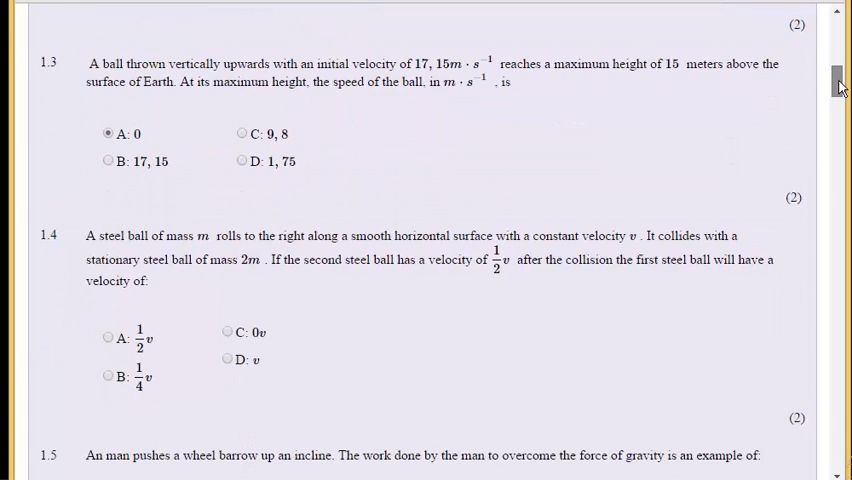 (2)
1.3 A ball thrown vertically upwards with an initial velocity of 17, 15m · s⁻¹ reaches a maximum height of 15 meters above the
surface of Earth. At its maximum height, the speed of the ball, in m · s⁻¹ , is
A: 0 C: 9, 8
B: 17, 15 D: 1, 75
(2)
1.4 A steel ball of mass m rolls to the right along a smooth horizontal surface with a constant velocity v . It collides with a
stationary steel ball of mass 2m . If the second steel ball has a velocity of 1/2 v after the collision the first steel ball will have a
velocity of:
A: 1/2 v C: 0v
B: 1/4 v D: v
(2)
1.5 An man pushes a wheel barrow up an incline. The work done by the man to overcome the force of gravity is an example of: